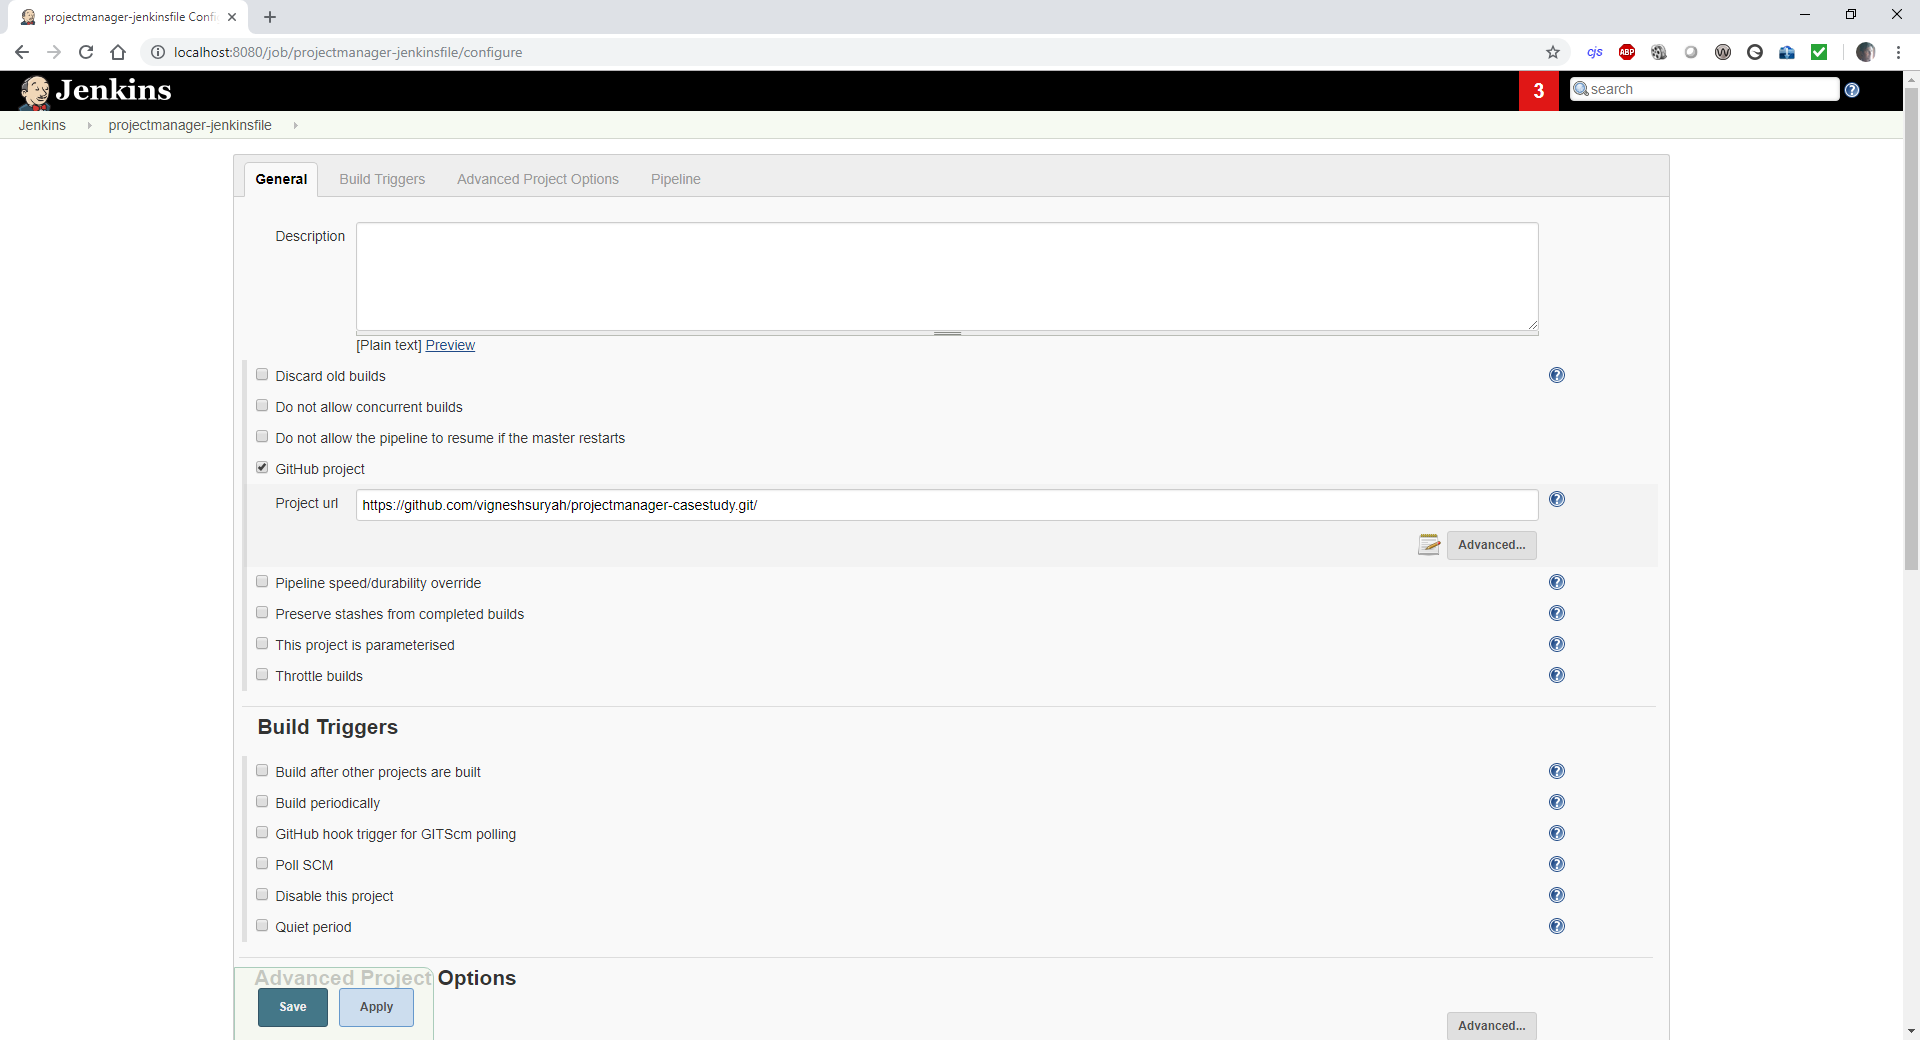 projectmanager-jenkinsfile Confi
localhost:8080/job/projectmanager-jenkinsfile/configure
cjs
ABP
Jenkins
3
search
Jenkins
projectmanager-jenkinsfile
General
Build Triggers
Advanced Project Options
Pipeline
Description
[Plain text] Preview
Discard old builds
Do not allow concurrent builds
Do not allow the pipeline to resume if the master restarts
GitHub project
Project url
https://github.com/vigneshsuryah/projectmanager-casestudy.git/
Advanced...
Pipeline speed/durability override
Preserve stashes from completed builds
This project is parameterised
Throttle builds
Build Triggers
Build after other projects are built
Build periodically
GitHub hook trigger for GITScm polling
Poll SCM
Disable this project
Quiet period
Advanced Project Options
Save
Apply
Advanced...